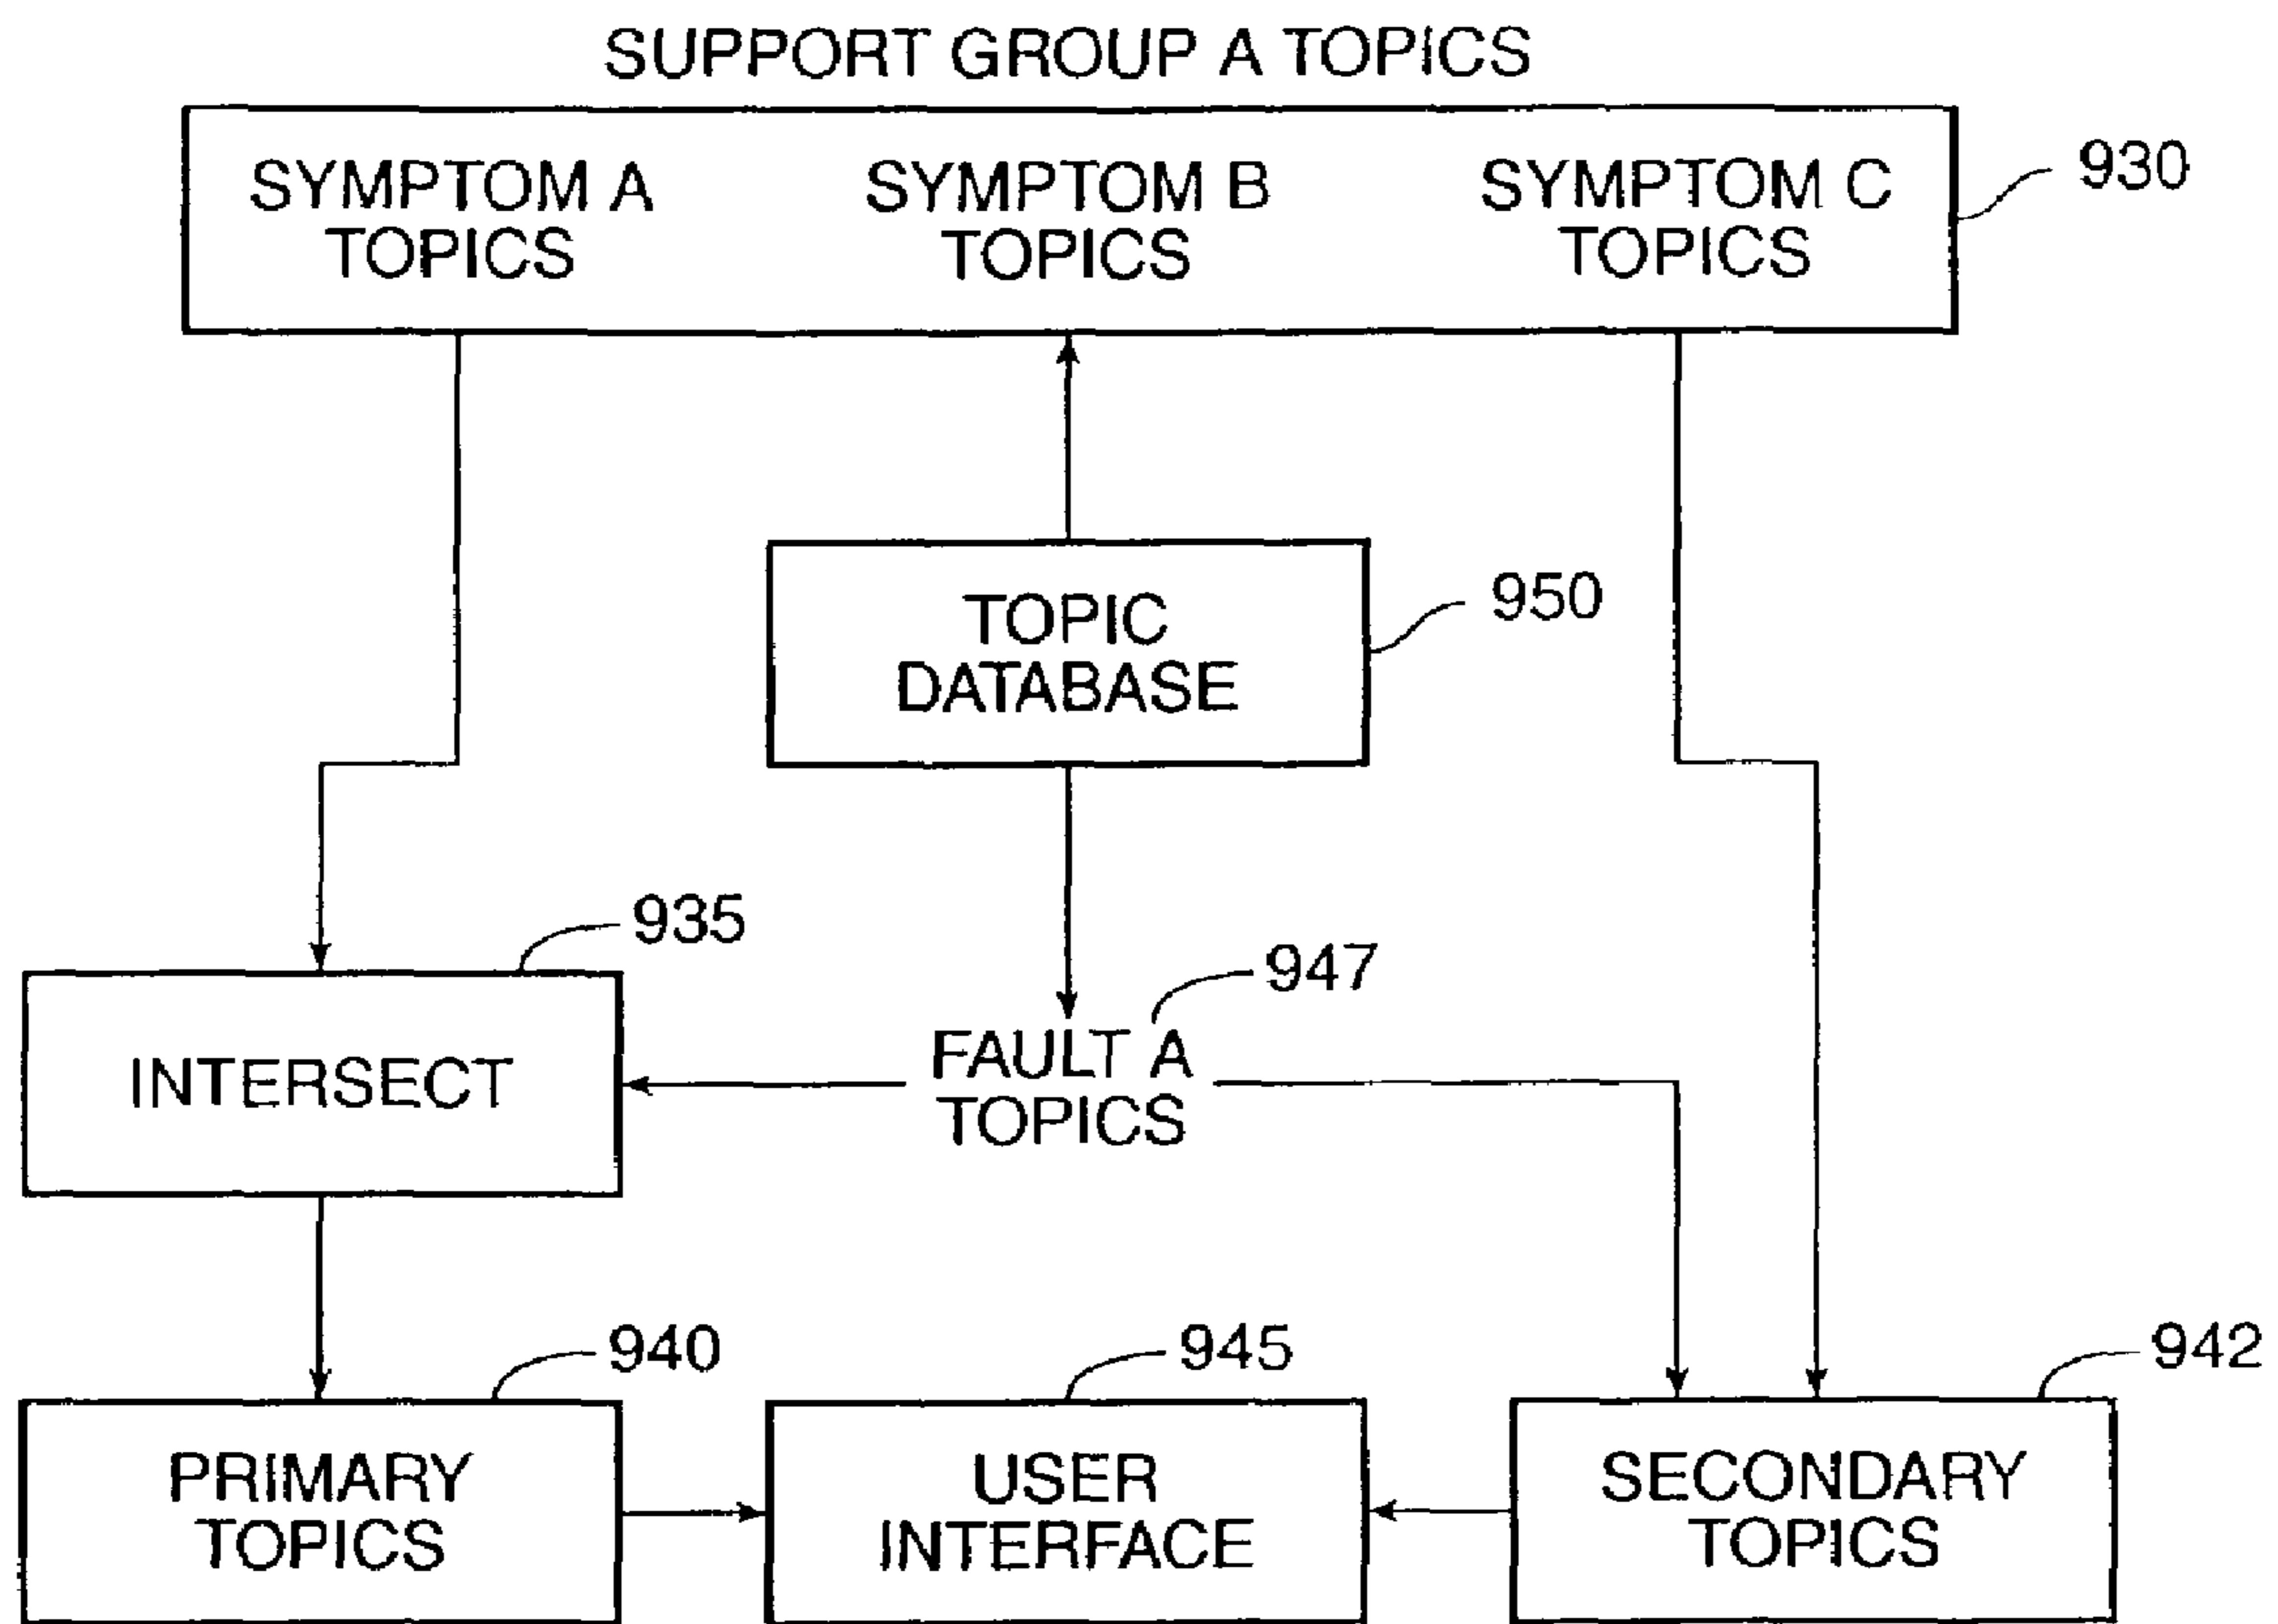 SUPPORT GROUP A TOPICS
SYMPTOM A
TOPICS
SYMPTOM B
TOPICS
SYMPTOM C
TOPICS
930
TOPIC
DATABASE
950
935
947
INTERSECT
FAULT A
TOPICS
940
945
942
PRIMARY
TOPICS
USER
INTERFACE
SECONDARY
TOPICS